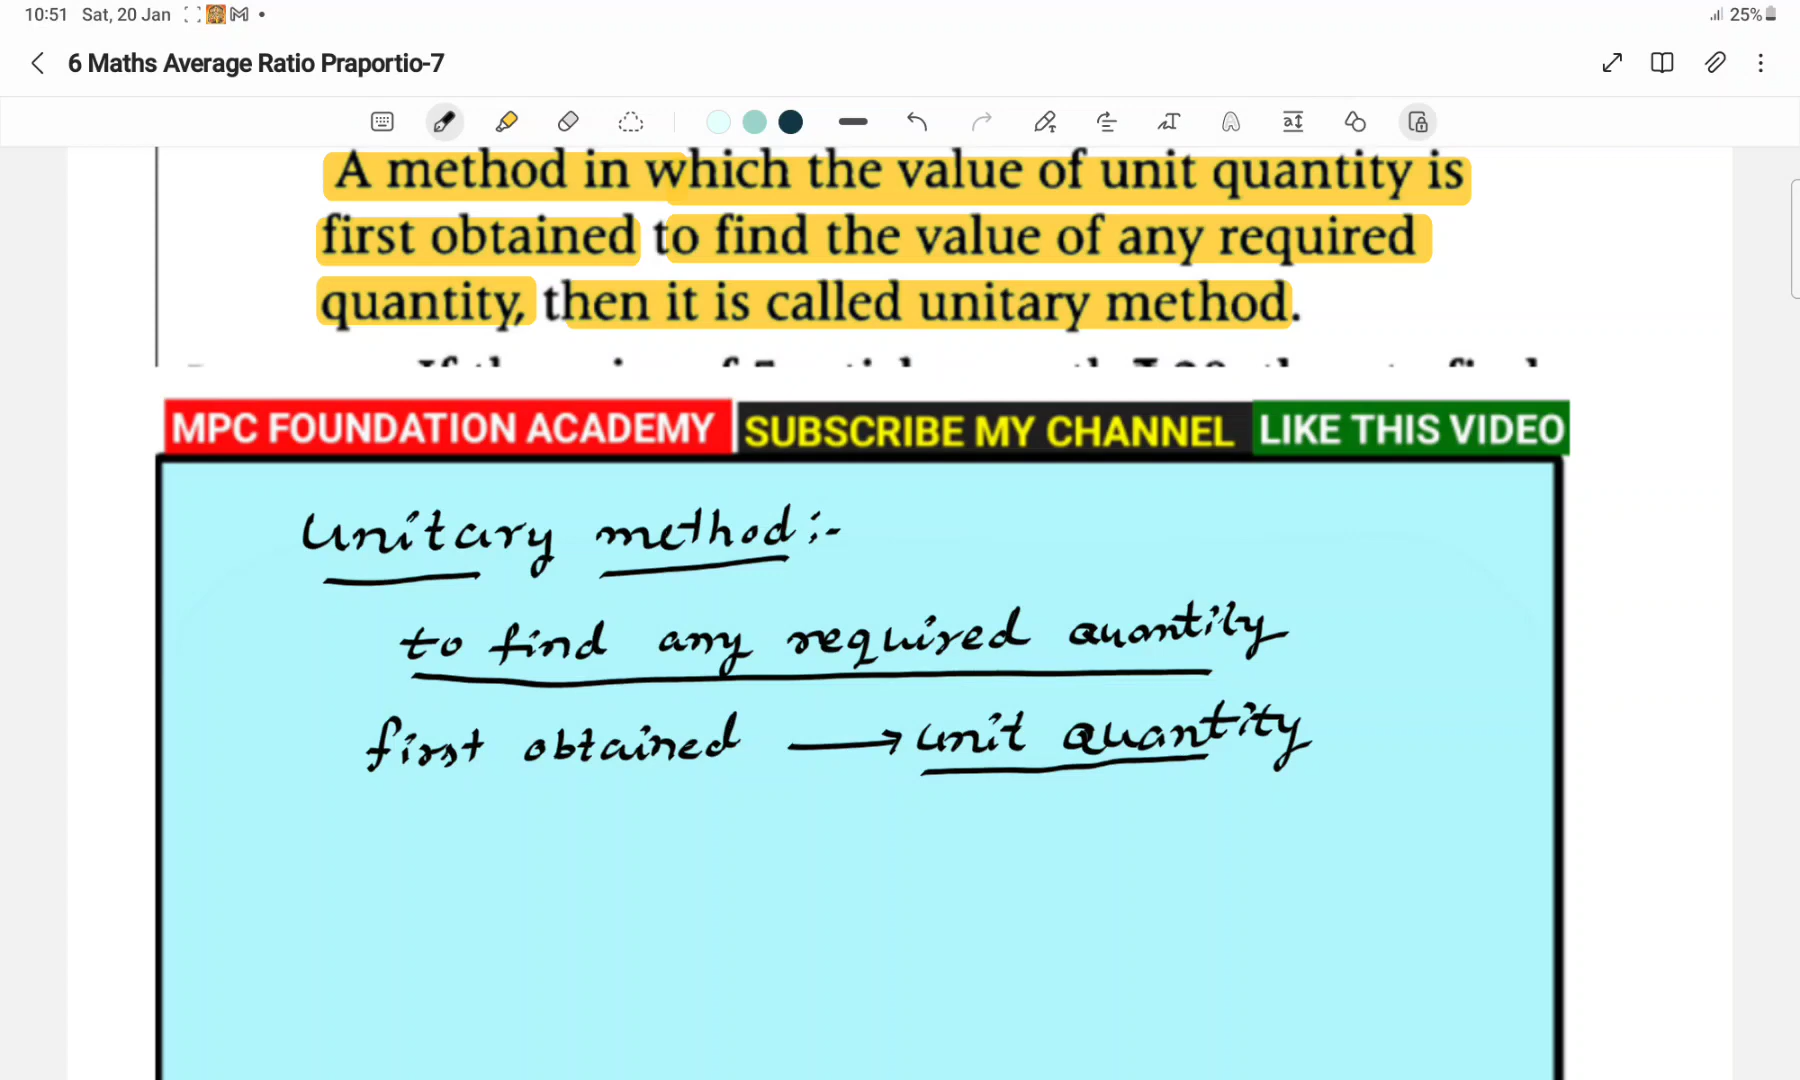 10:51 Sat, 20 Jan
25%
6 Maths Average Ratio Praportio-7
A method in which the value of unit quantity is
first obtained to find the value of any required
quantity, then it is called unitary method.
MPC FOUNDATION ACADEMY SUBSCRIBE MY CHANNEL LIKE THIS VIDEO
Unitary method :-
to find any required quantity
first obtained → unit quantity